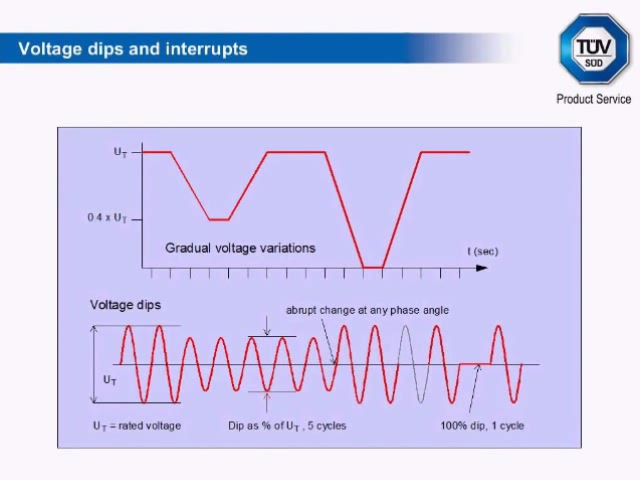 Voltage dips and interrupts
TÜV
SÜD
Product Service
UT
0.4 x UT
Gradual voltage variations
t (sec)
Voltage dips
abrupt change at any phase angle
UT
UT = rated voltage
Dip as % of UT , 5 cycles
100% dip, 1 cycle